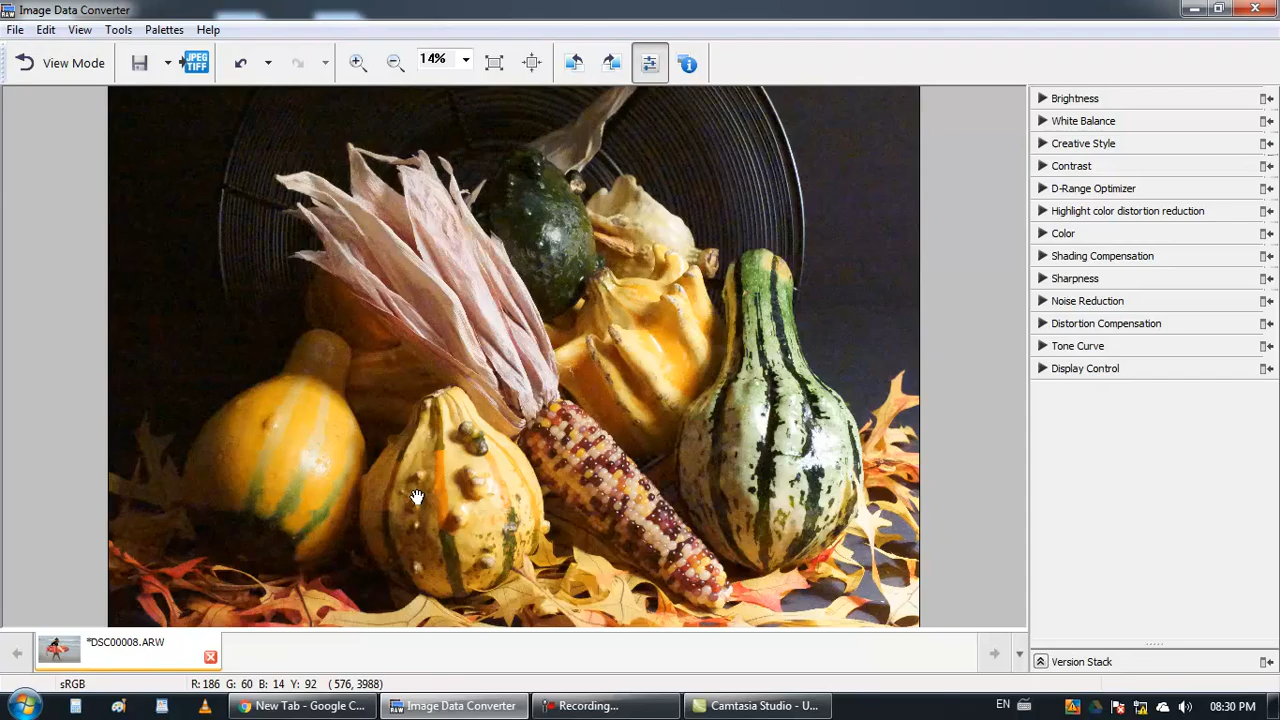 Image Data Converter
File Edit View Tools Palettes Help
View Mode JPEG TIFF 14%
Brightness
White Balance
Creative Style
Contrast
D-Range Optimizer
Highlight color distortion reduction
Color
Shading Compensation
Sharpness
Noise Reduction
Distortion Compensation
Tone Curve
Display Control
*DSC00008.ARW
Version Stack
sRGB R:186 G: 60 B: 14 Y: 92 (576, 3988)
New Tab - Google C... RAW Image Data Converter Recording... Camtasia Studio - U... EN 08:30 PM